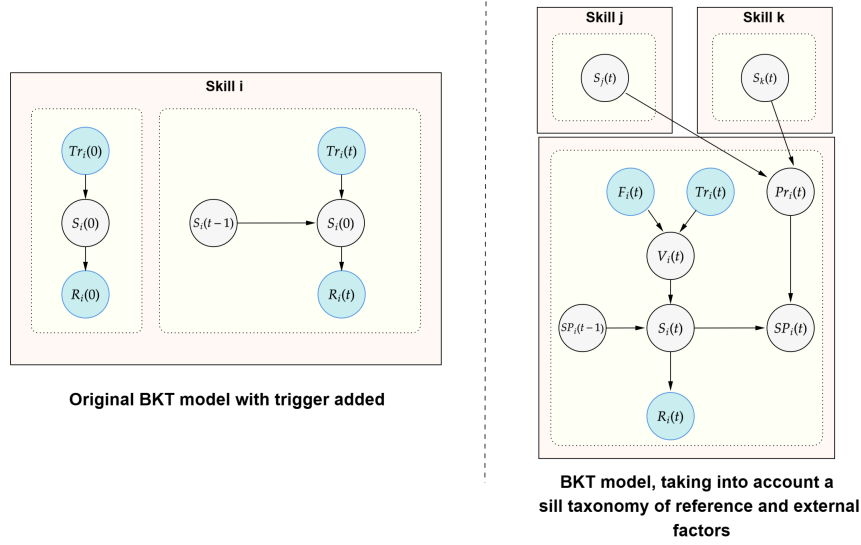 Skill i
Tr_i(0)
S_i(0)
R_i(0)
Tr_i(t)
S_i(t−1)
S_i(0)
R_i(t)
Original BKT model with trigger added
Skill j
S_j(t)
Skill k
S_k(t)
F_i(t)
Tr_i(t)
Pr_i(t)
V_i(t)
SP_i(t−1)
S_i(t)
SP_i(t)
R_i(t)
BKT model, taking into account a
sill taxonomy of reference and external
factors